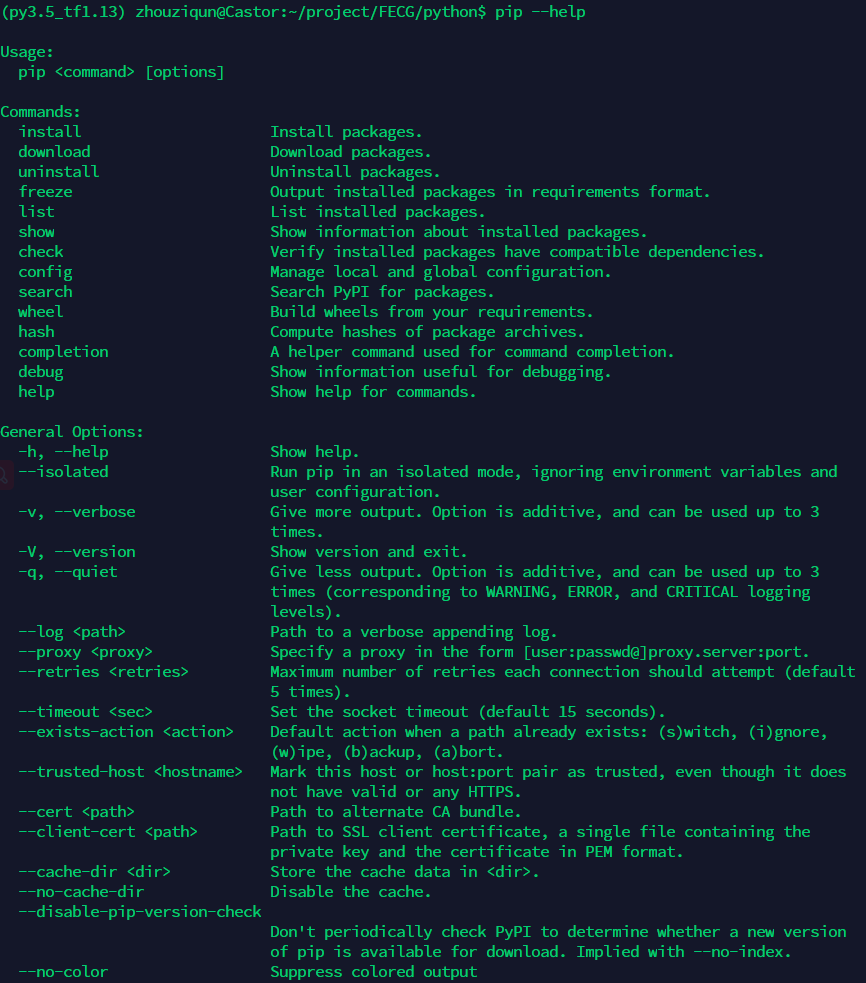 (py3.5_tf1.13) zhouziqun@Castor:~/project/FECG/python$ pip --help

Usage:
  pip <command> [options]

Commands:
  install                     Install packages.
  download                    Download packages.
  uninstall                   Uninstall packages.
  freeze                      Output installed packages in requirements format.
  list                        List installed packages.
  show                        Show information about installed packages.
  check                       Verify installed packages have compatible dependencies.
  config                      Manage local and global configuration.
  search                      Search PyPI for packages.
  wheel                       Build wheels from your requirements.
  hash                        Compute hashes of package archives.
  completion                  A helper command used for command completion.
  debug                       Show information useful for debugging.
  help                        Show help for commands.

General Options:
  -h, --help                  Show help.
  --isolated                  Run pip in an isolated mode, ignoring environment variables and
                              user configuration.
  -v, --verbose               Give more output. Option is additive, and can be used up to 3
                              times.
  -V, --version               Show version and exit.
  -q, --quiet                 Give less output. Option is additive, and can be used up to 3
                              times (corresponding to WARNING, ERROR, and CRITICAL logging
                              levels).
  --log <path>                Path to a verbose appending log.
  --proxy <proxy>             Specify a proxy in the form [user:passwd@]proxy.server:port.
  --retries <retries>         Maximum number of retries each connection should attempt (default
                              5 times).
  --timeout <sec>             Set the socket timeout (default 15 seconds).
  --exists-action <action>    Default action when a path already exists: (s)witch, (i)gnore,
                              (w)ipe, (b)ackup, (a)bort.
  --trusted-host <hostname>   Mark this host or host:port pair as trusted, even though it does
                              not have valid or any HTTPS.
  --cert <path>               Path to alternate CA bundle.
  --client-cert <path>        Path to SSL client certificate, a single file containing the
                              private key and the certificate in PEM format.
  --cache-dir <dir>           Store the cache data in <dir>.
  --no-cache-dir              Disable the cache.
  --disable-pip-version-check
                              Don't periodically check PyPI to determine whether a new version
                              of pip is available for download. Implied with --no-index.
  --no-color                  Suppress colored output